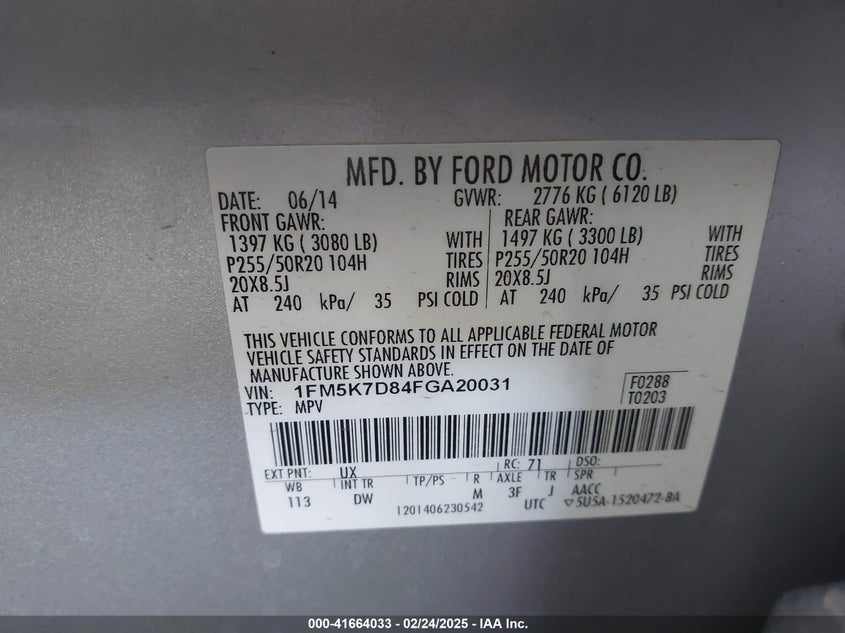 MFD. BY FORD MOTOR CO.
DATE: 06/14 GVWR: 2776 KG ( 6120 LB)
FRONT GAWR: REAR GAWR:
1397 KG ( 3080 LB) WITH 1497 KG ( 3300 LB) WITH
P255/50R20 104H TIRES P255/50R20 104H TIRES
20X8.5J RIMS 20X8.5J RIMS
AT 240 kPa/ 35 PSI COLD AT 240 kPa/ 35 PSI COLD
THIS VEHICLE CONFORMS TO ALL APPLICABLE FEDERAL MOTOR
VEHICLE SAFETY STANDARDS IN EFFECT ON THE DATE OF
MANUFACTURE SHOWN ABOVE.
VIN: 1FM5K7D84FGA20031 F0288
TYPE: MPV T0203
EXT PNT: UX RC: 71 DSO:
WB INT TR TP/PS R AXLE TR SPR
113 DW M 3F J AACC
1201406230542 UTC ▽5U5A-1520472-BA
000-41664033 - 02/24/2025 - IAA Inc.